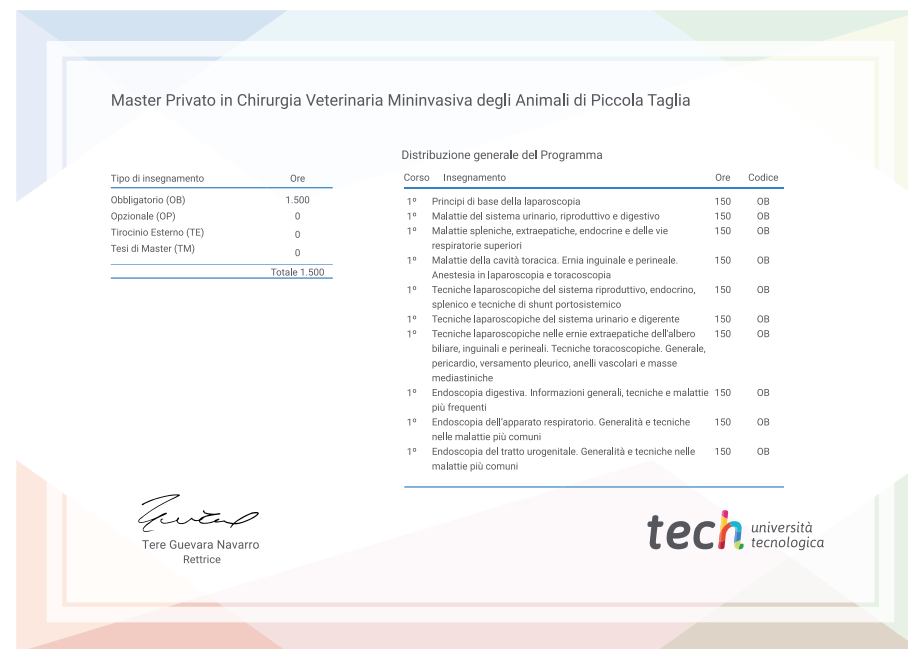 Master Privato in Chirurgia Veterinaria Mininvasiva degli Animali di Piccola Taglia
Tipo di insegnamento Ore
Obbligatorio (OB) 1.500
Opzionale (OP) 0
Tirocinio Esterno (TE) 0
Tesi di Master (TM) 0
Totale 1.500
Distribuzione generale del Programma
Corso Insegnamento Ore Codice
1º Principi di base della laparoscopia 150 OB
1º Malattie del sistema urinario, riproduttivo e digestivo 150 OB
1º Malattie spleniche, extraepatiche, endocrine e delle vie 150 OB
respiratorie superiori
1º Malattie della cavità toracica. Ernia inguinale e perineale. 150 OB
Anestesia in laparoscopia e toracoscopia
1º Tecniche laparoscopiche del sistema riproduttivo, endocrino, 150 OB
splenico e tecniche di shunt portosistemico
1º Tecniche laparoscopiche del sistema urinario e digerente 150 OB
1º Tecniche laparoscopiche nelle ernie extraepatiche dell'albero 150 OB
biliare, inguinali e perineali. Tecniche toracoscopiche. Generale,
pericardio, versamento pleurico, anelli vascolari e masse
mediastiniche
1º Endoscopia digestiva. Informazioni generali, tecniche e malattie 150 OB
più frequenti
1º Endoscopia dell'apparato respiratorio. Generalità e tecniche 150 OB
nelle malattie più comuni
1º Endoscopia del tratto urogenitale. Generalità e tecniche nelle 150 OB
malattie più comuni
Tere Guevara Navarro
Rettrice
tech università
tecnologica